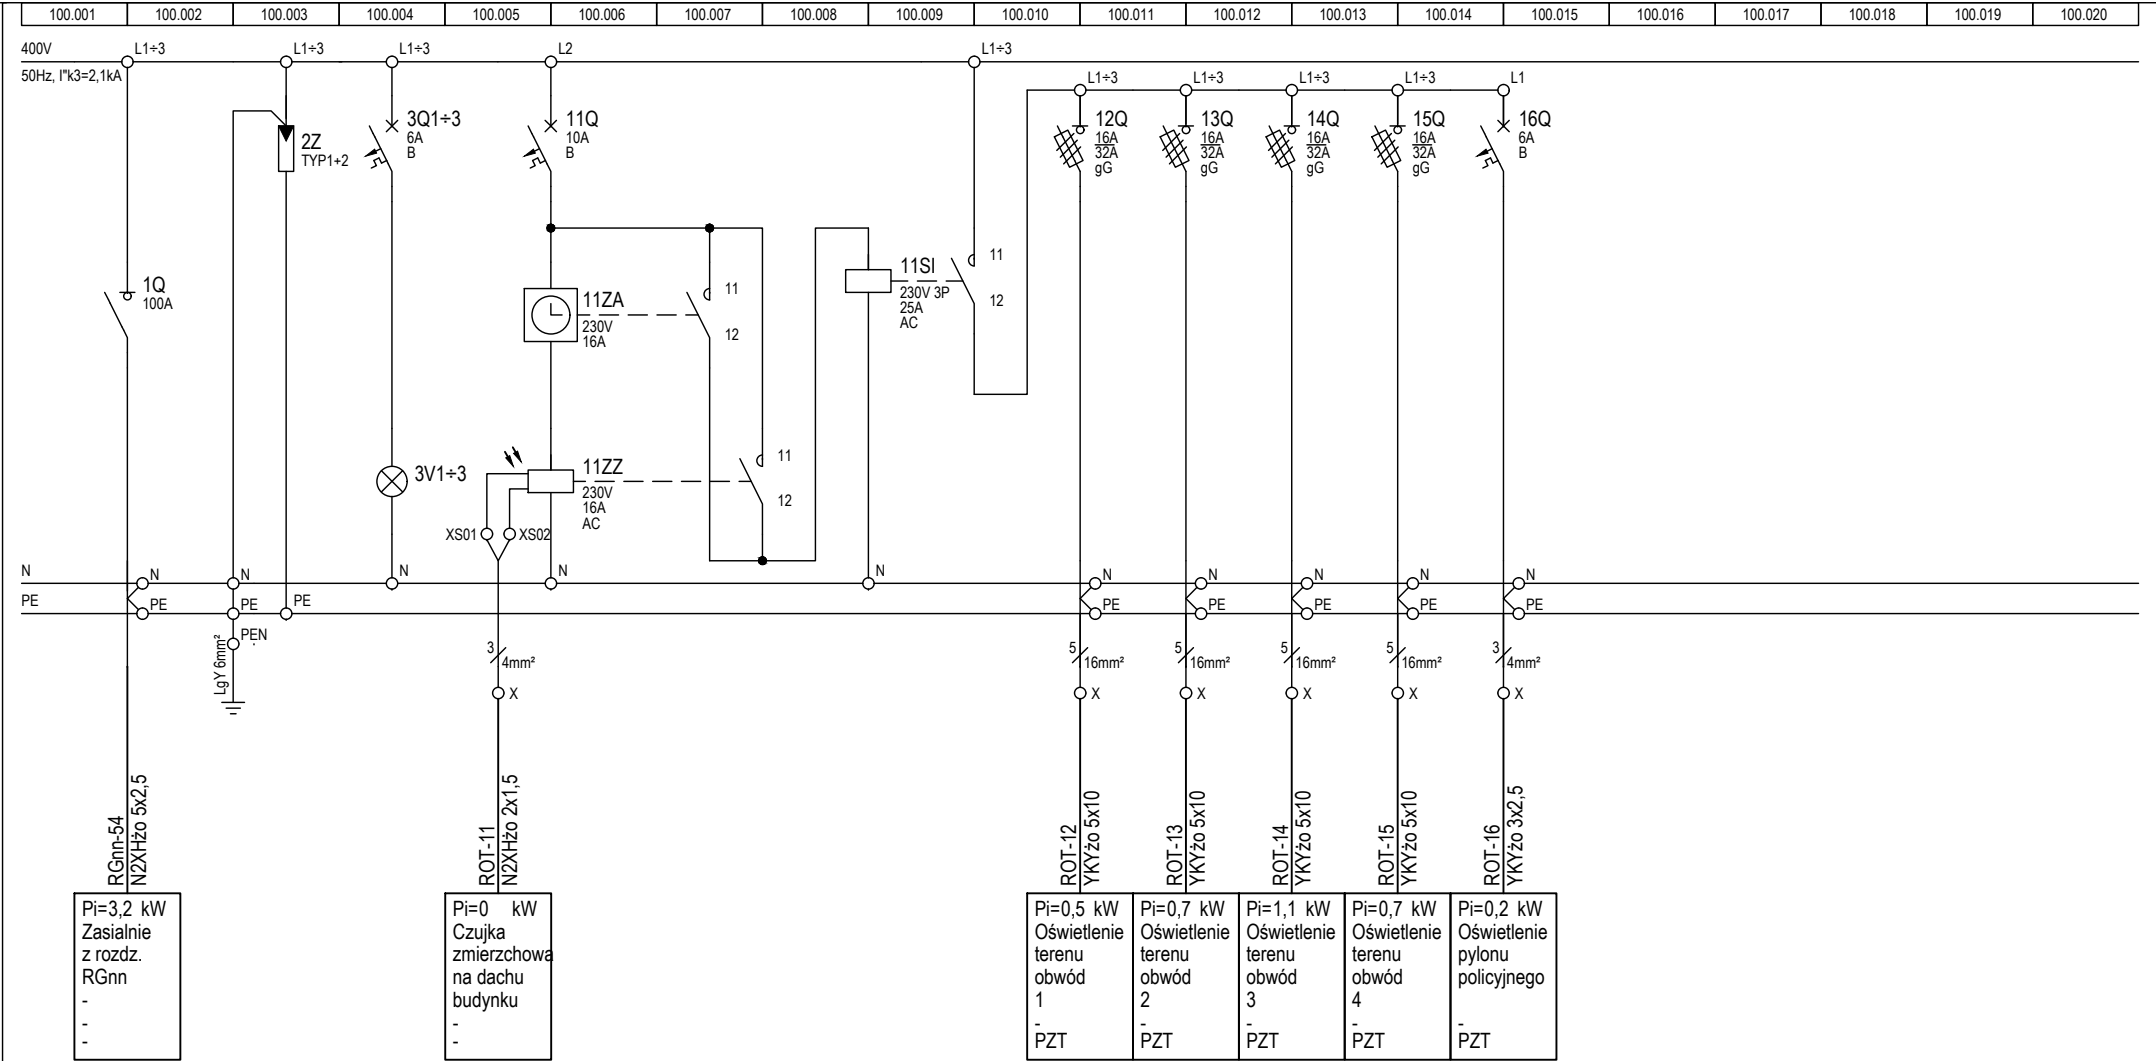 100.001 100.002 100.003 100.004 100.005 100.006 100.007 100.008 100.009 100.010 100.011 100.012 100.013 100.014 100.015 100.016 100.017 100.018 100.019 100.020
400V
50Hz, I"k3=2,1kA
L1÷3 L1÷3 L1÷3 L2 L1÷3
L1÷3 L1÷3 L1÷3 L1÷3 L1
1Q
100A
2Z
TYP1+2
3Q1÷3
6A
B
3V1÷3
11Q
10A
B
11ZA
230V
16A
11
12
11ZZ
230V
16A
AC
11
12
XS01 XS02
11SI
230V 3P
25A
AC
11
12
12Q
16A
32A
gG
13Q
16A
32A
gG
14Q
16A
32A
gG
15Q
16A
32A
gG
16Q
6A
B
N N N N N N N N N N N
PE PE PE PE PE PE PE PE PE
PEN
LgY 6mm²
3 4mm²
5 16mm²
5 16mm²
5 16mm²
5 16mm²
3 4mm²
X X X X X X
RGnn-54
N2XHżo 5x2,5
ROT-11
N2XHżo 2x1,5
ROT-12
YKYżo 5x10
ROT-13
YKYżo 5x10
ROT-14
YKYżo 5x10
ROT-15
YKYżo 5x10
ROT-16
YKYżo 3x2,5
Pi=3,2 kW
Zasialnie
z rozdz.
RGnn
-
-
-
Pi=0 kW
Czujka
zmierzchowa
na dachu
budynku
-
-
Pi=0,5 kW
Oświetlenie
terenu
obwód
1
-
PZT
Pi=0,7 kW
Oświetlenie
terenu
obwód
2
-
PZT
Pi=1,1 kW
Oświetlenie
terenu
obwód
3
-
PZT
Pi=0,7 kW
Oświetlenie
terenu
obwód
4
-
PZT
Pi=0,2 kW
Oświetlenie
pylonu
policyjnego
-
PZT